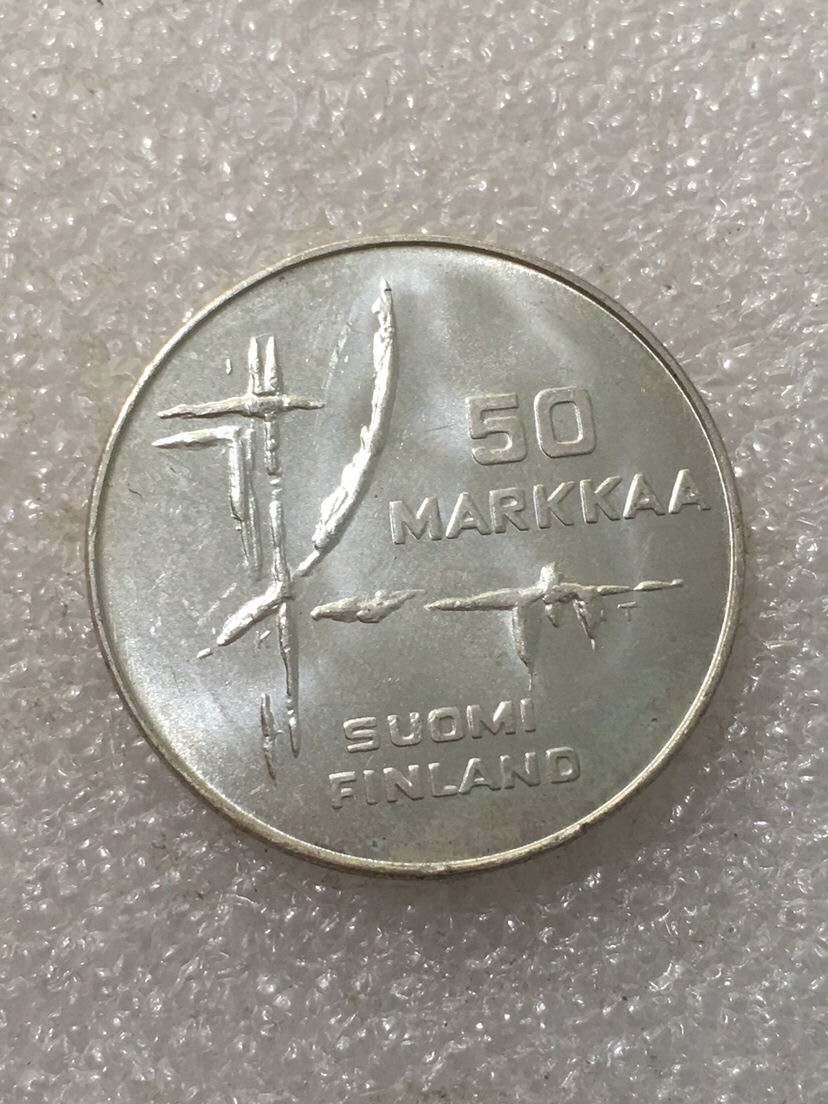 50
MARKKAA
K T
SUOMI
FINLAND